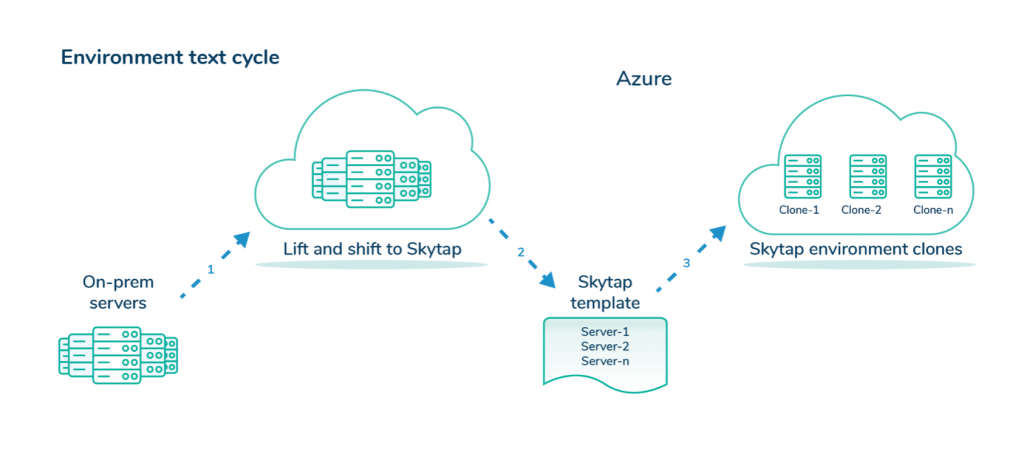 Environment text cycle
Azure
Clone-1
Clone-2
Clone-n
Lift and shift to Skytap
Skytap environment clones
1
2
3
On-prem
servers
Skytap
template
Server-1
Server-2
Server-n